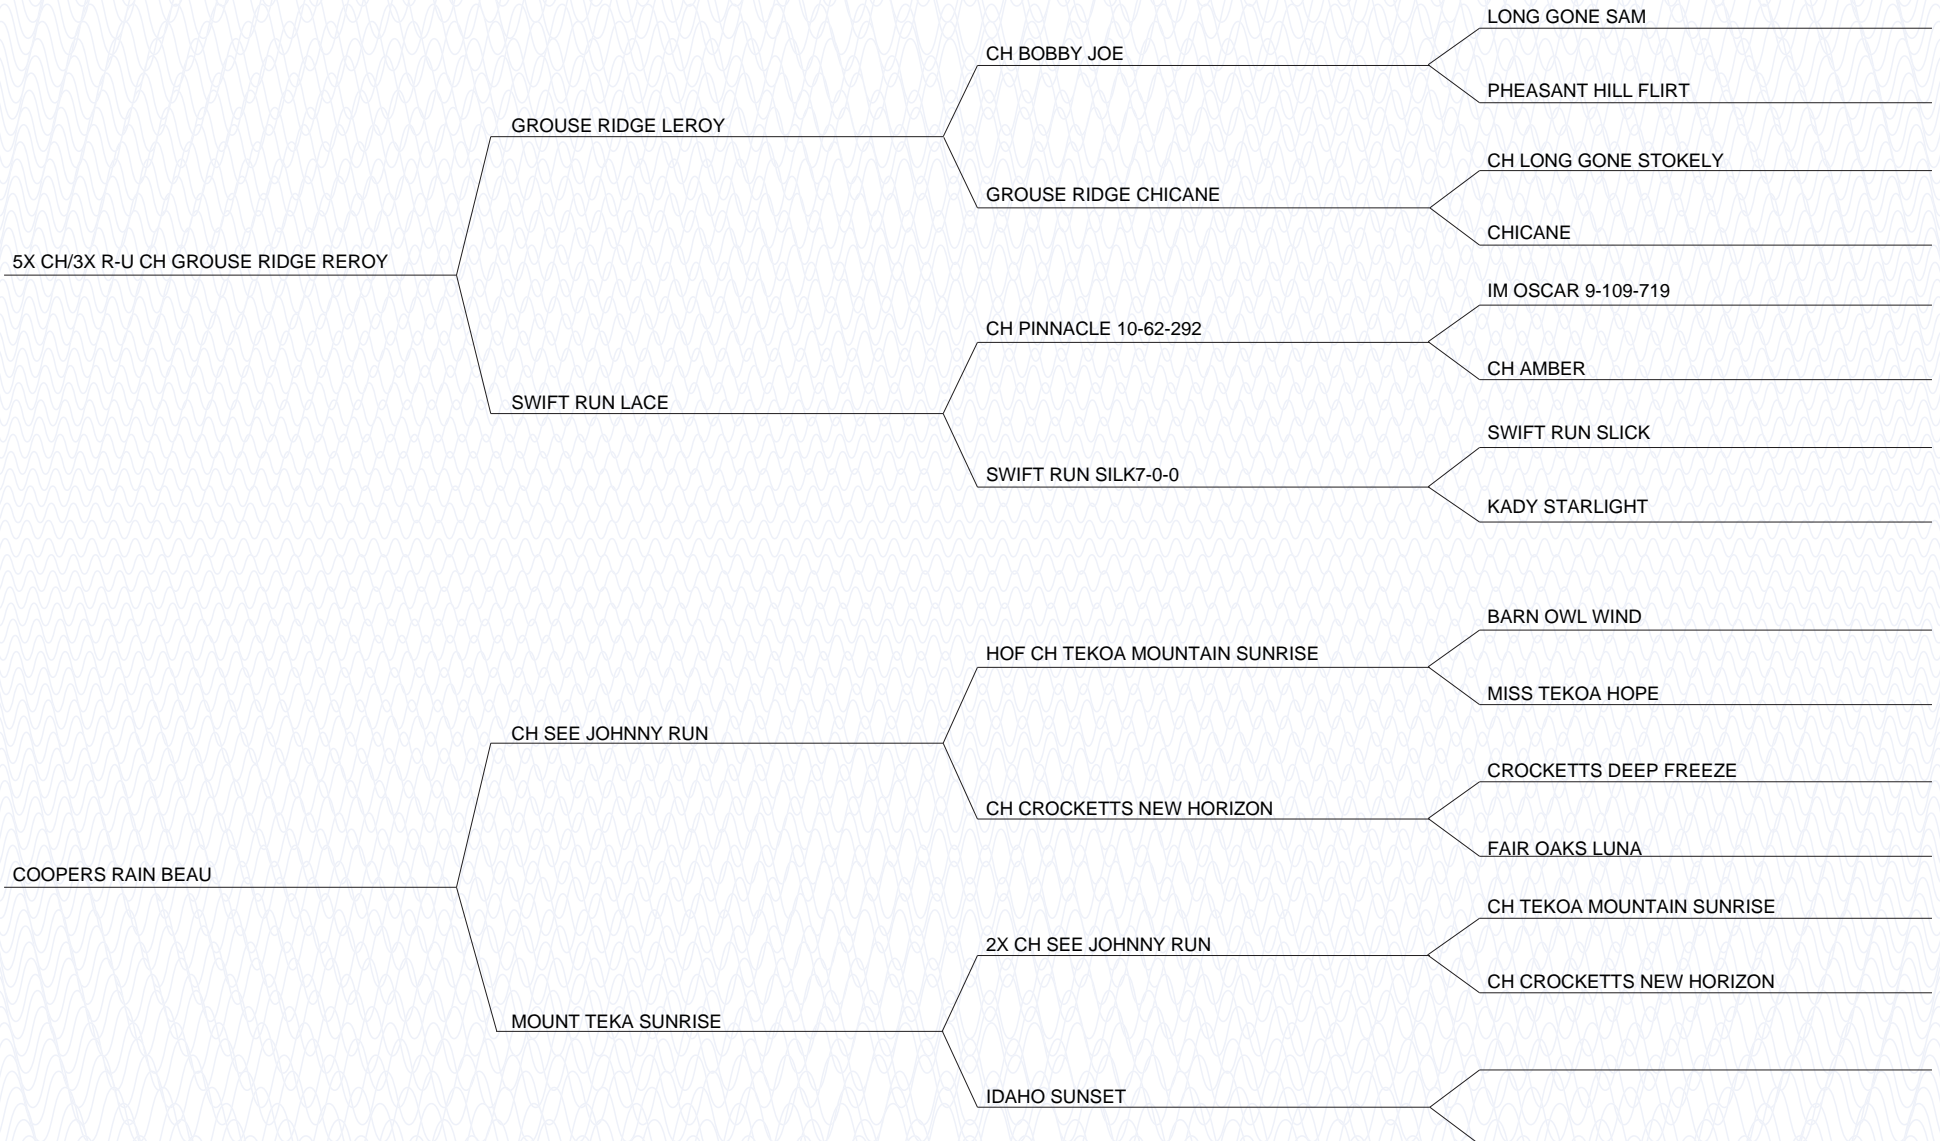 LONG GONE SAM
CH BOBBY JOE
PHEASANT HILL FLIRT
GROUSE RIDGE LEROY
CH LONG GONE STOKELY
GROUSE RIDGE CHICANE
CHICANE
5X CH/3X R-U CH GROUSE RIDGE REROY
IM OSCAR 9-109-719
CH PINNACLE 10-62-292
CH AMBER
SWIFT RUN LACE
SWIFT RUN SLICK
SWIFT RUN SILK7-0-0
KADY STARLIGHT
BARN OWL WIND
HOF CH TEKOA MOUNTAIN SUNRISE
MISS TEKOA HOPE
CH SEE JOHNNY RUN
CROCKETTS DEEP FREEZE
CH CROCKETTS NEW HORIZON
FAIR OAKS LUNA
COOPERS RAIN BEAU
CH TEKOA MOUNTAIN SUNRISE
2X CH SEE JOHNNY RUN
CH CROCKETTS NEW HORIZON
MOUNT TEKA SUNRISE
IDAHO SUNSET